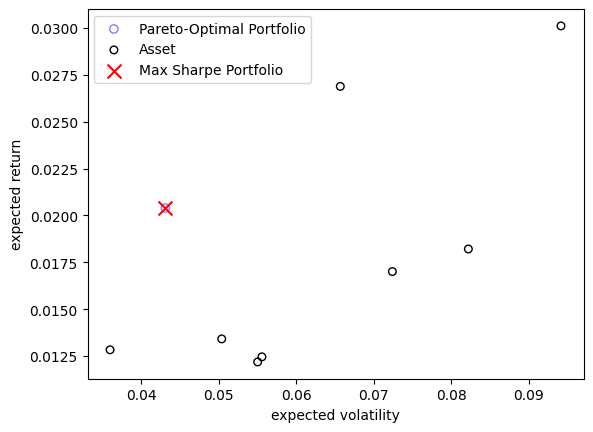 Pareto-Optimal Portfolio
Asset
Max Sharpe Portfolio
0.0300
0.0275
0.0250
0.0225
0.0200
0.0175
0.0150
0.0125
expected return
0.04 0.05 0.06 0.07 0.08 0.09
expected volatility